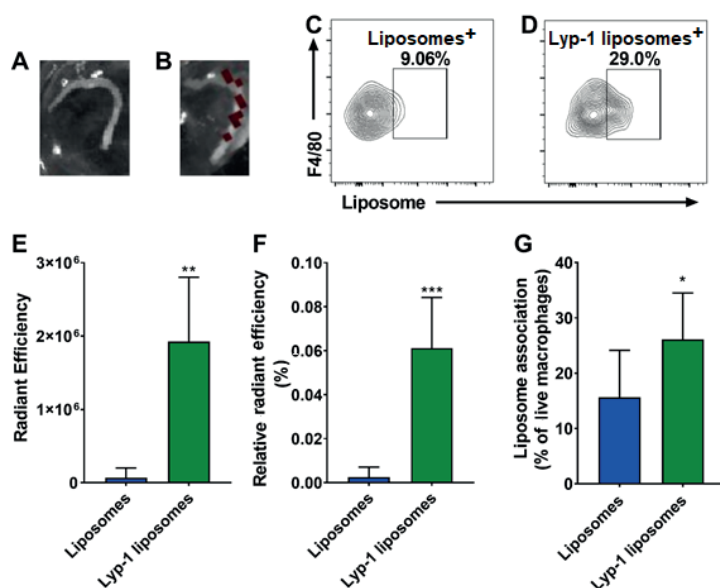 A
B
C
Liposomes+
9.06%
D
Lyp-1 liposomes+
29.0%
F4/80
Liposome
E
3×10⁶
2×10⁶
1×10⁶
0
Radiant Efficiency
**
Liposomes
Lyp-1 liposomes
F
0.10
0.08
0.06
0.04
0.02
0.00
Relative radiant efficiency
(%)
***
Liposomes
Lyp-1 liposomes
G
40
30
20
10
0
Liposome association
(% of live macrophages)
*
Liposomes
Lyp-1 liposomes